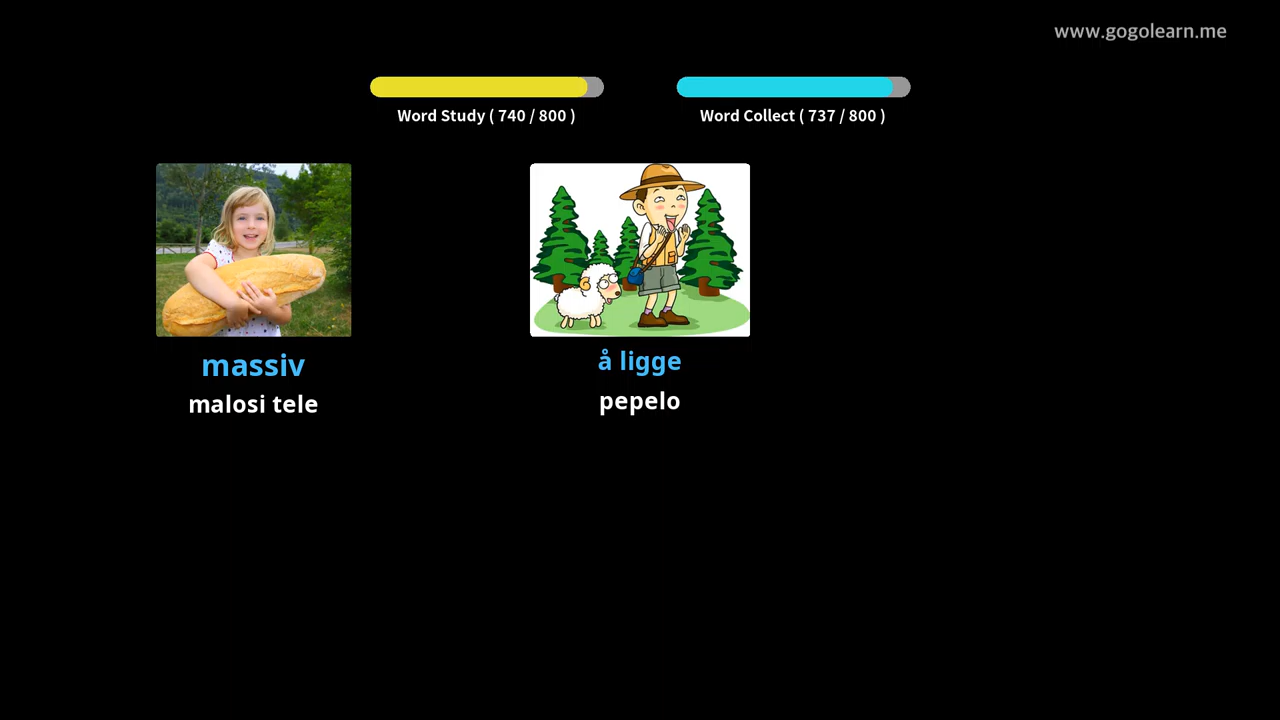 www.gogolearn.me
Word Study ( 740 / 800 )
Word Collect ( 737 / 800 )
massiv
malosi tele
å ligge
pepelo